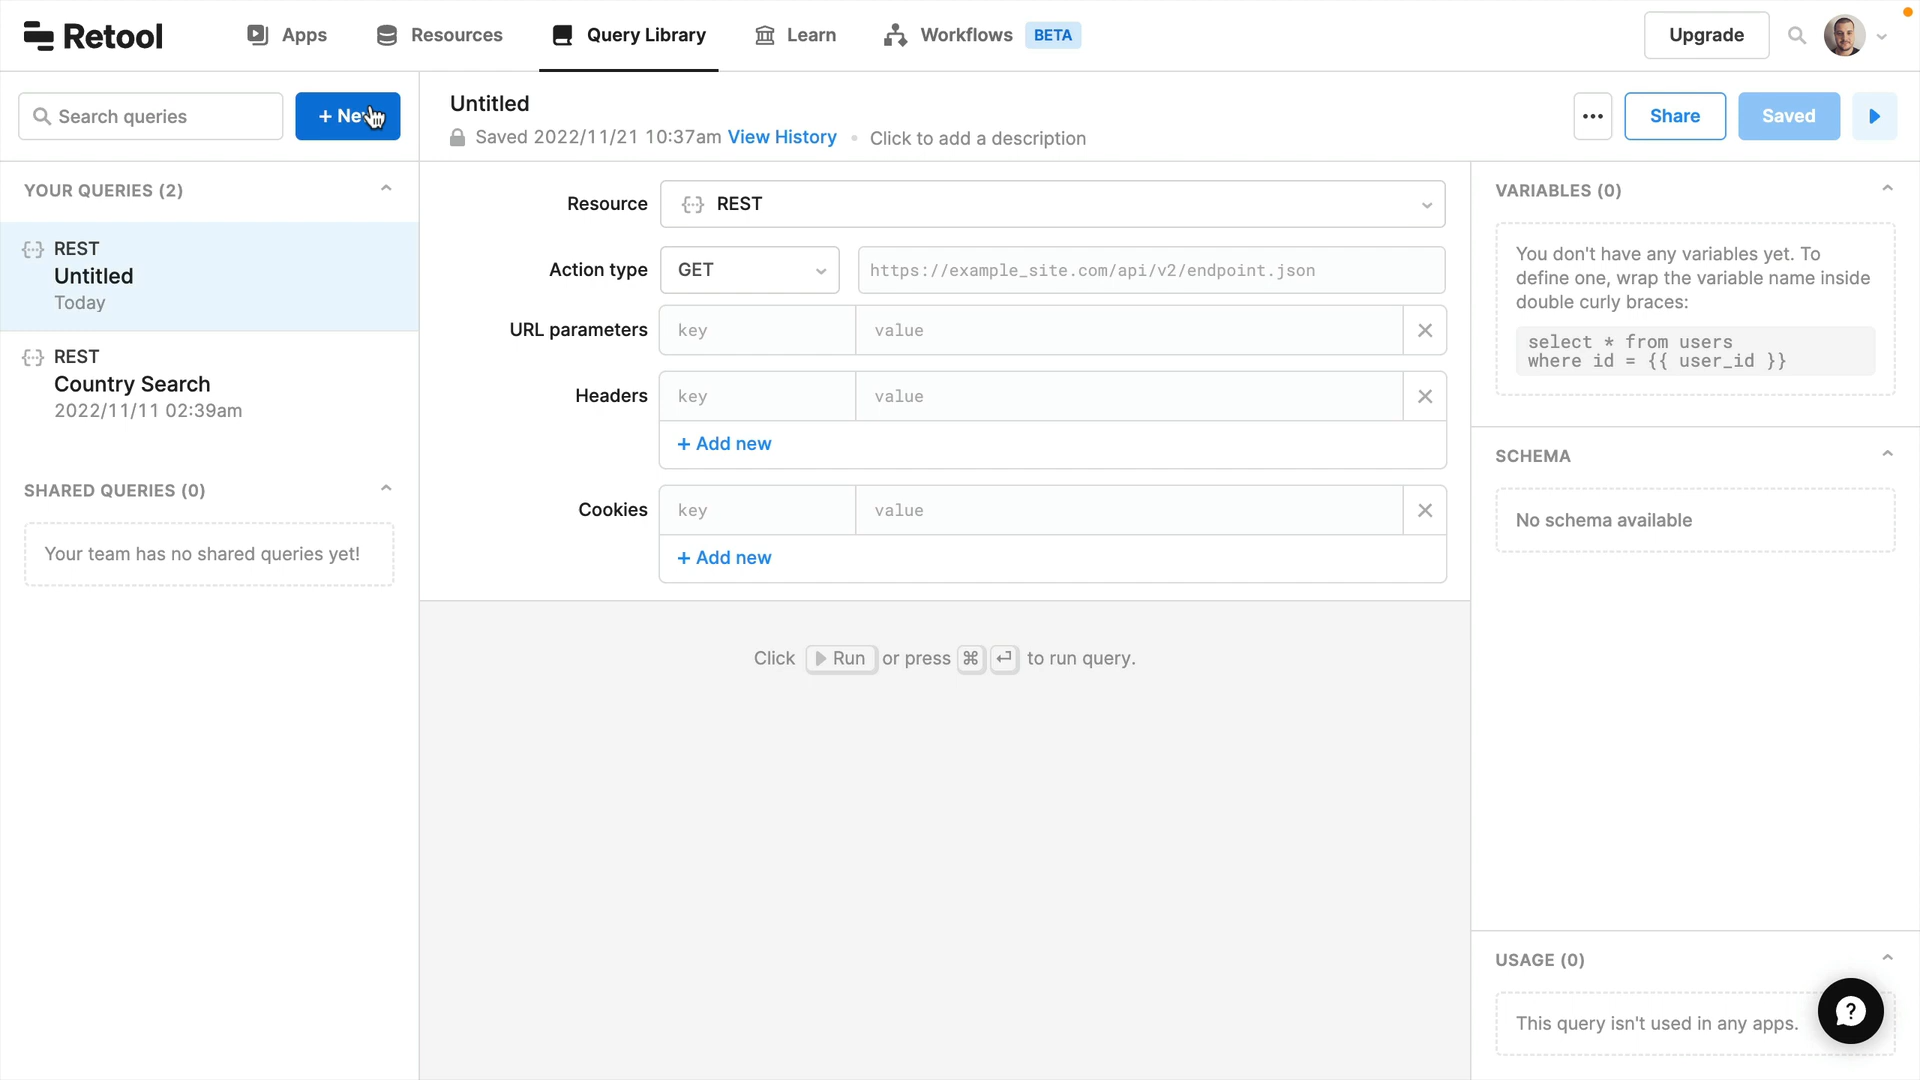 Retool
Apps
Resources
Query Library
Learn
Workflows
BETA
Upgrade
Search queries
+ New
Untitled
Saved 2022/11/21 10:37am View History • Click to add a description
Share
Saved
YOUR QUERIES (2)
REST
Untitled
Today
REST
Country Search
2022/11/11 02:39am
SHARED QUERIES (0)
Your team has no shared queries yet!
Resource
REST
Action type
GET
https://example_site.com/api/v2/endpoint.json
URL parameters
key
value
Headers
key
value
+ Add new
Cookies
key
value
+ Add new
Click Run or press ⌘ ↵ to run query.
VARIABLES (0)
You don't have any variables yet. To
define one, wrap the variable name inside
double curly braces:
select * from users
where id = {{ user_id }}
SCHEMA
No schema available
USAGE (0)
This query isn't used in any apps.